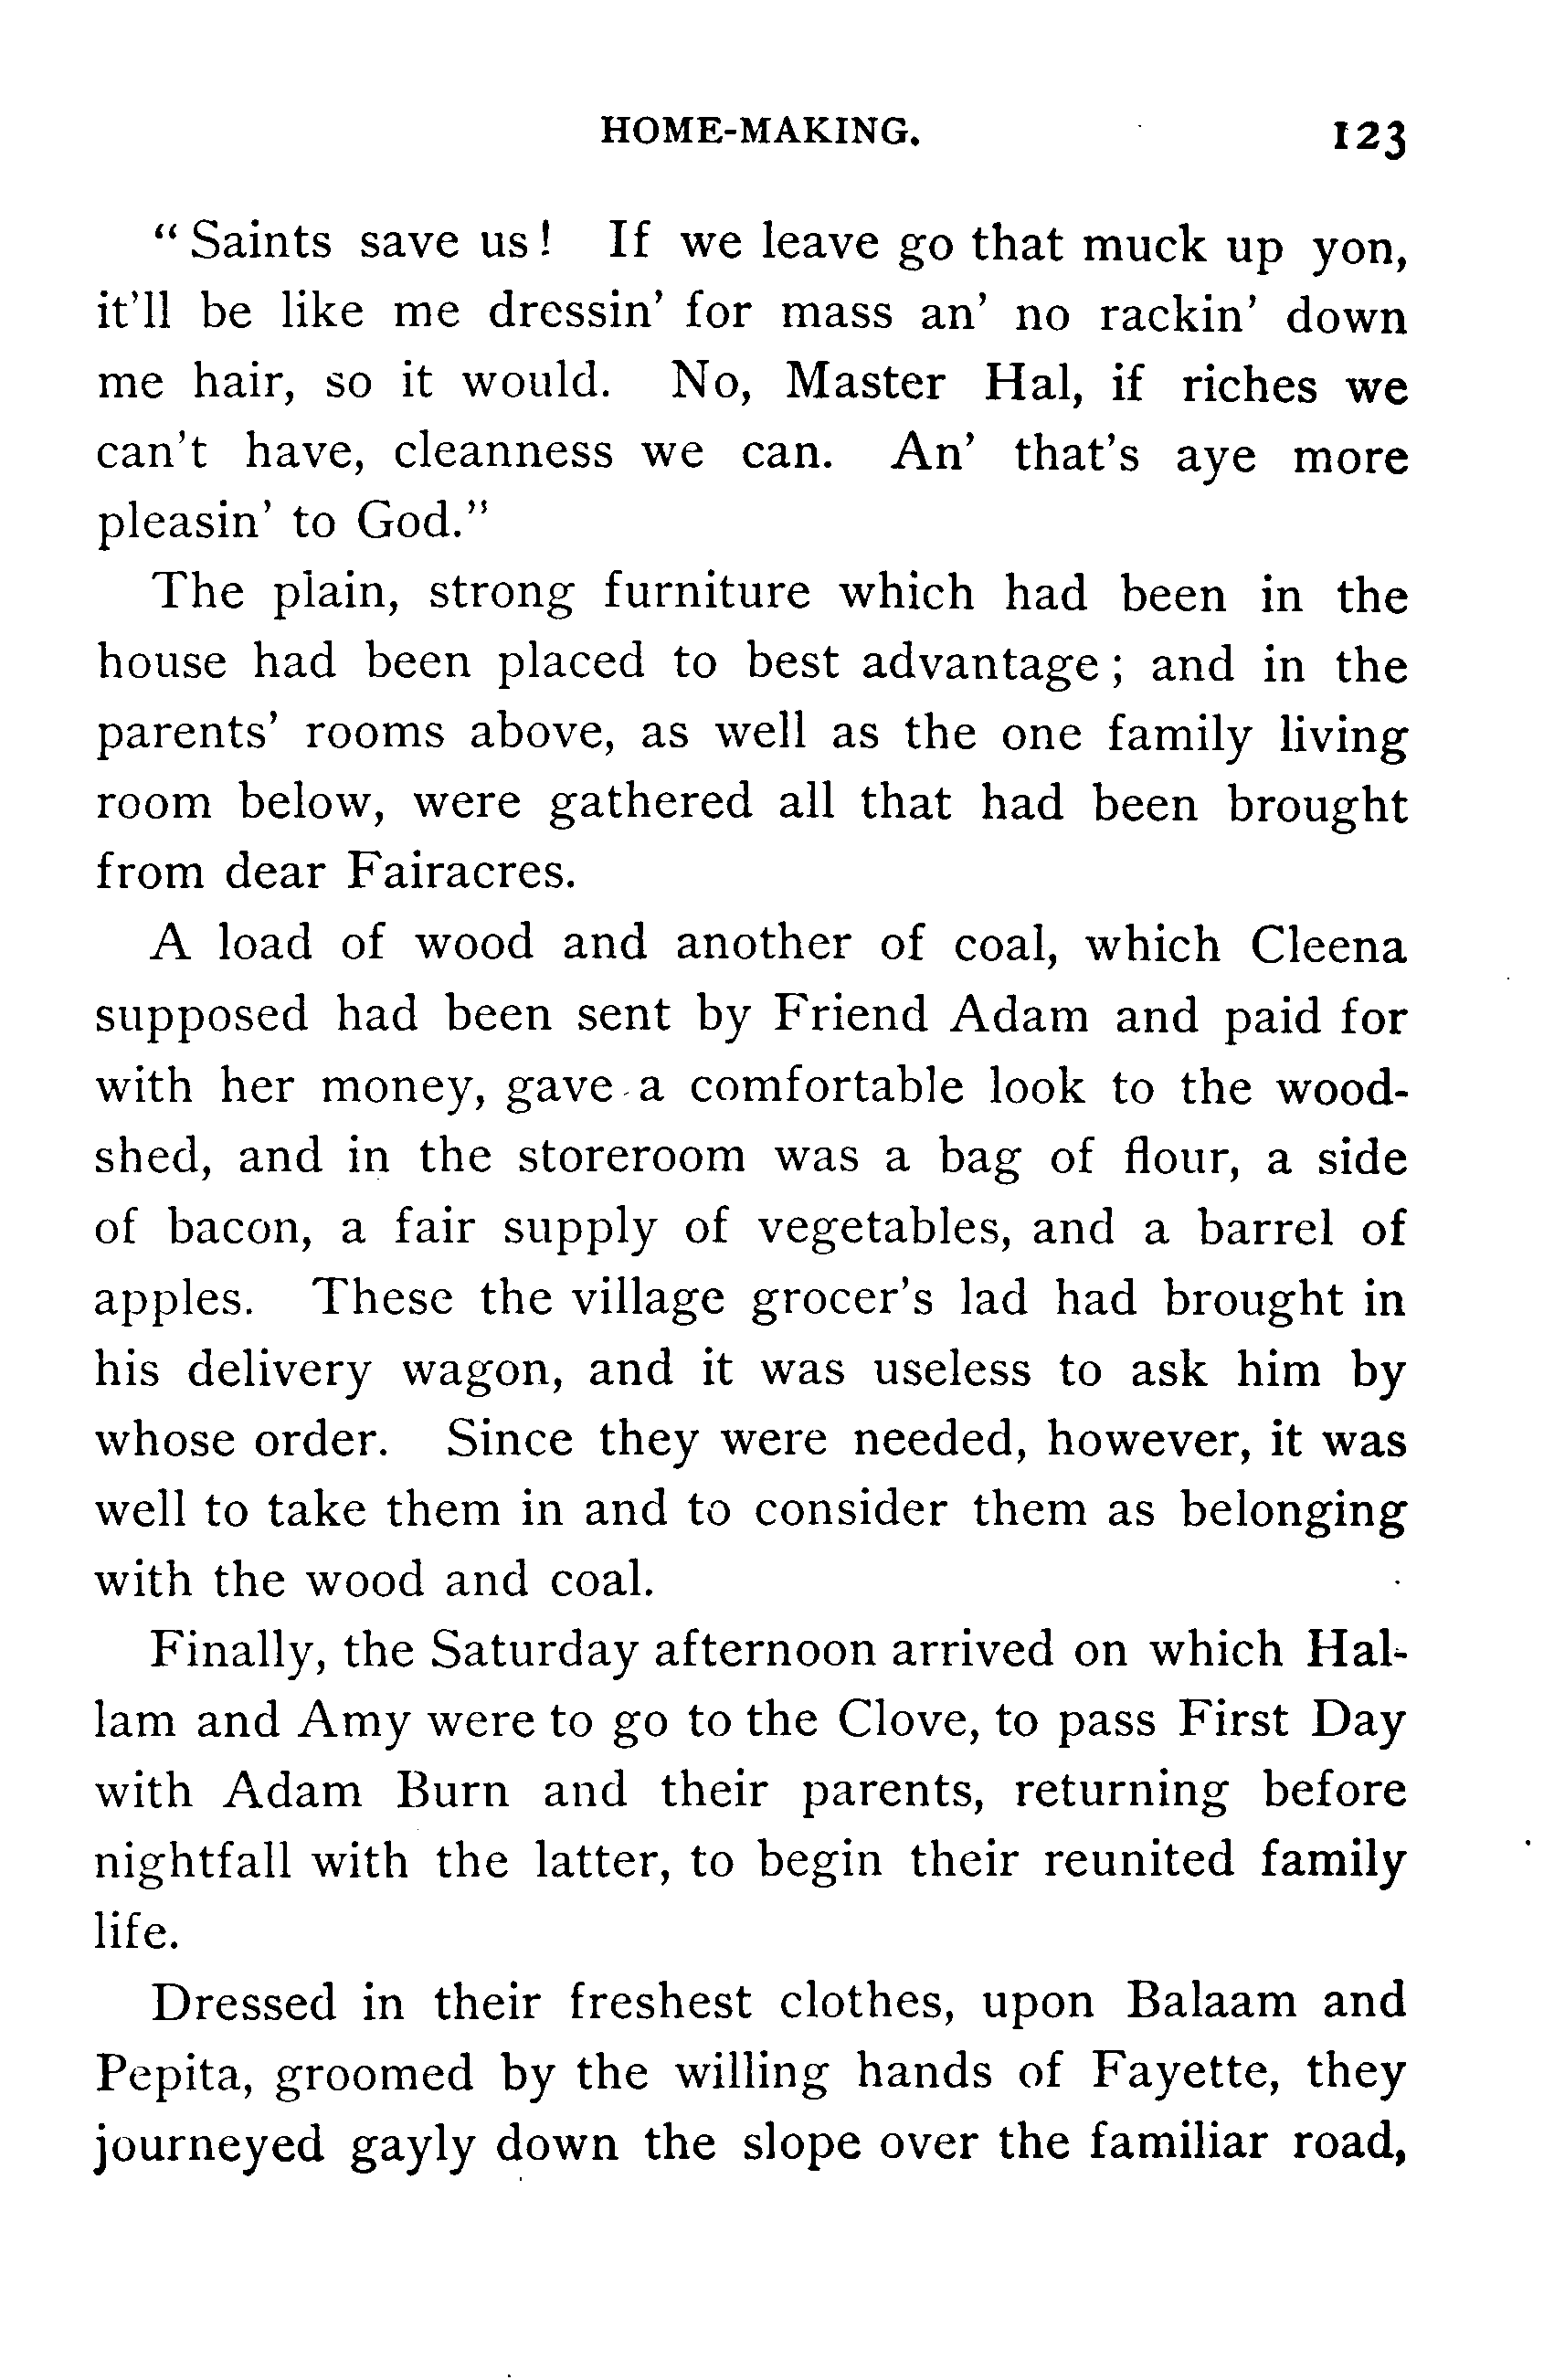 HOME-MAKING. 123
“ Saints save us! If we leave go that muck up yon,
it’ll be like me dressin’ for mass an’ no rackin’ down
me hair, so it would. No, Master Hal, if riches we
can’t have, cleanness we can. An’ that’s aye more
pleasin’ to God.”
The plain, strong furniture which had been in the
house had been placed to best advantage; and in the
parents’ rooms above, as well as the one family living
room below, were gathered all that had been brought
from dear Fairacres.
A load of wood and another of coal, which Cleena
supposed had been sent by Friend Adam and paid for
with her money, gave a comfortable look to the wood-
shed, and in the storeroom was a bag of flour, a side
of bacon, a fair supply of vegetables, and a barrel of
apples. These the village grocer’s lad had brought in
his delivery wagon, and it was useless to ask him by
whose order. Since they were needed, however, it was
well to take them in and to consider them as belonging
with the wood and coal.
Finally, the Saturday afternoon arrived on which Hal-
lam and Amy were to go to the Clove, to pass First Day
with Adam Burn and their parents, returning before
nightfall with the latter, to begin their reunited family
life.
Dressed in their freshest clothes, upon Balaam and
Pepita, groomed by the willing hands of Fayette, they
journeyed gayly down the slope over the familiar road,